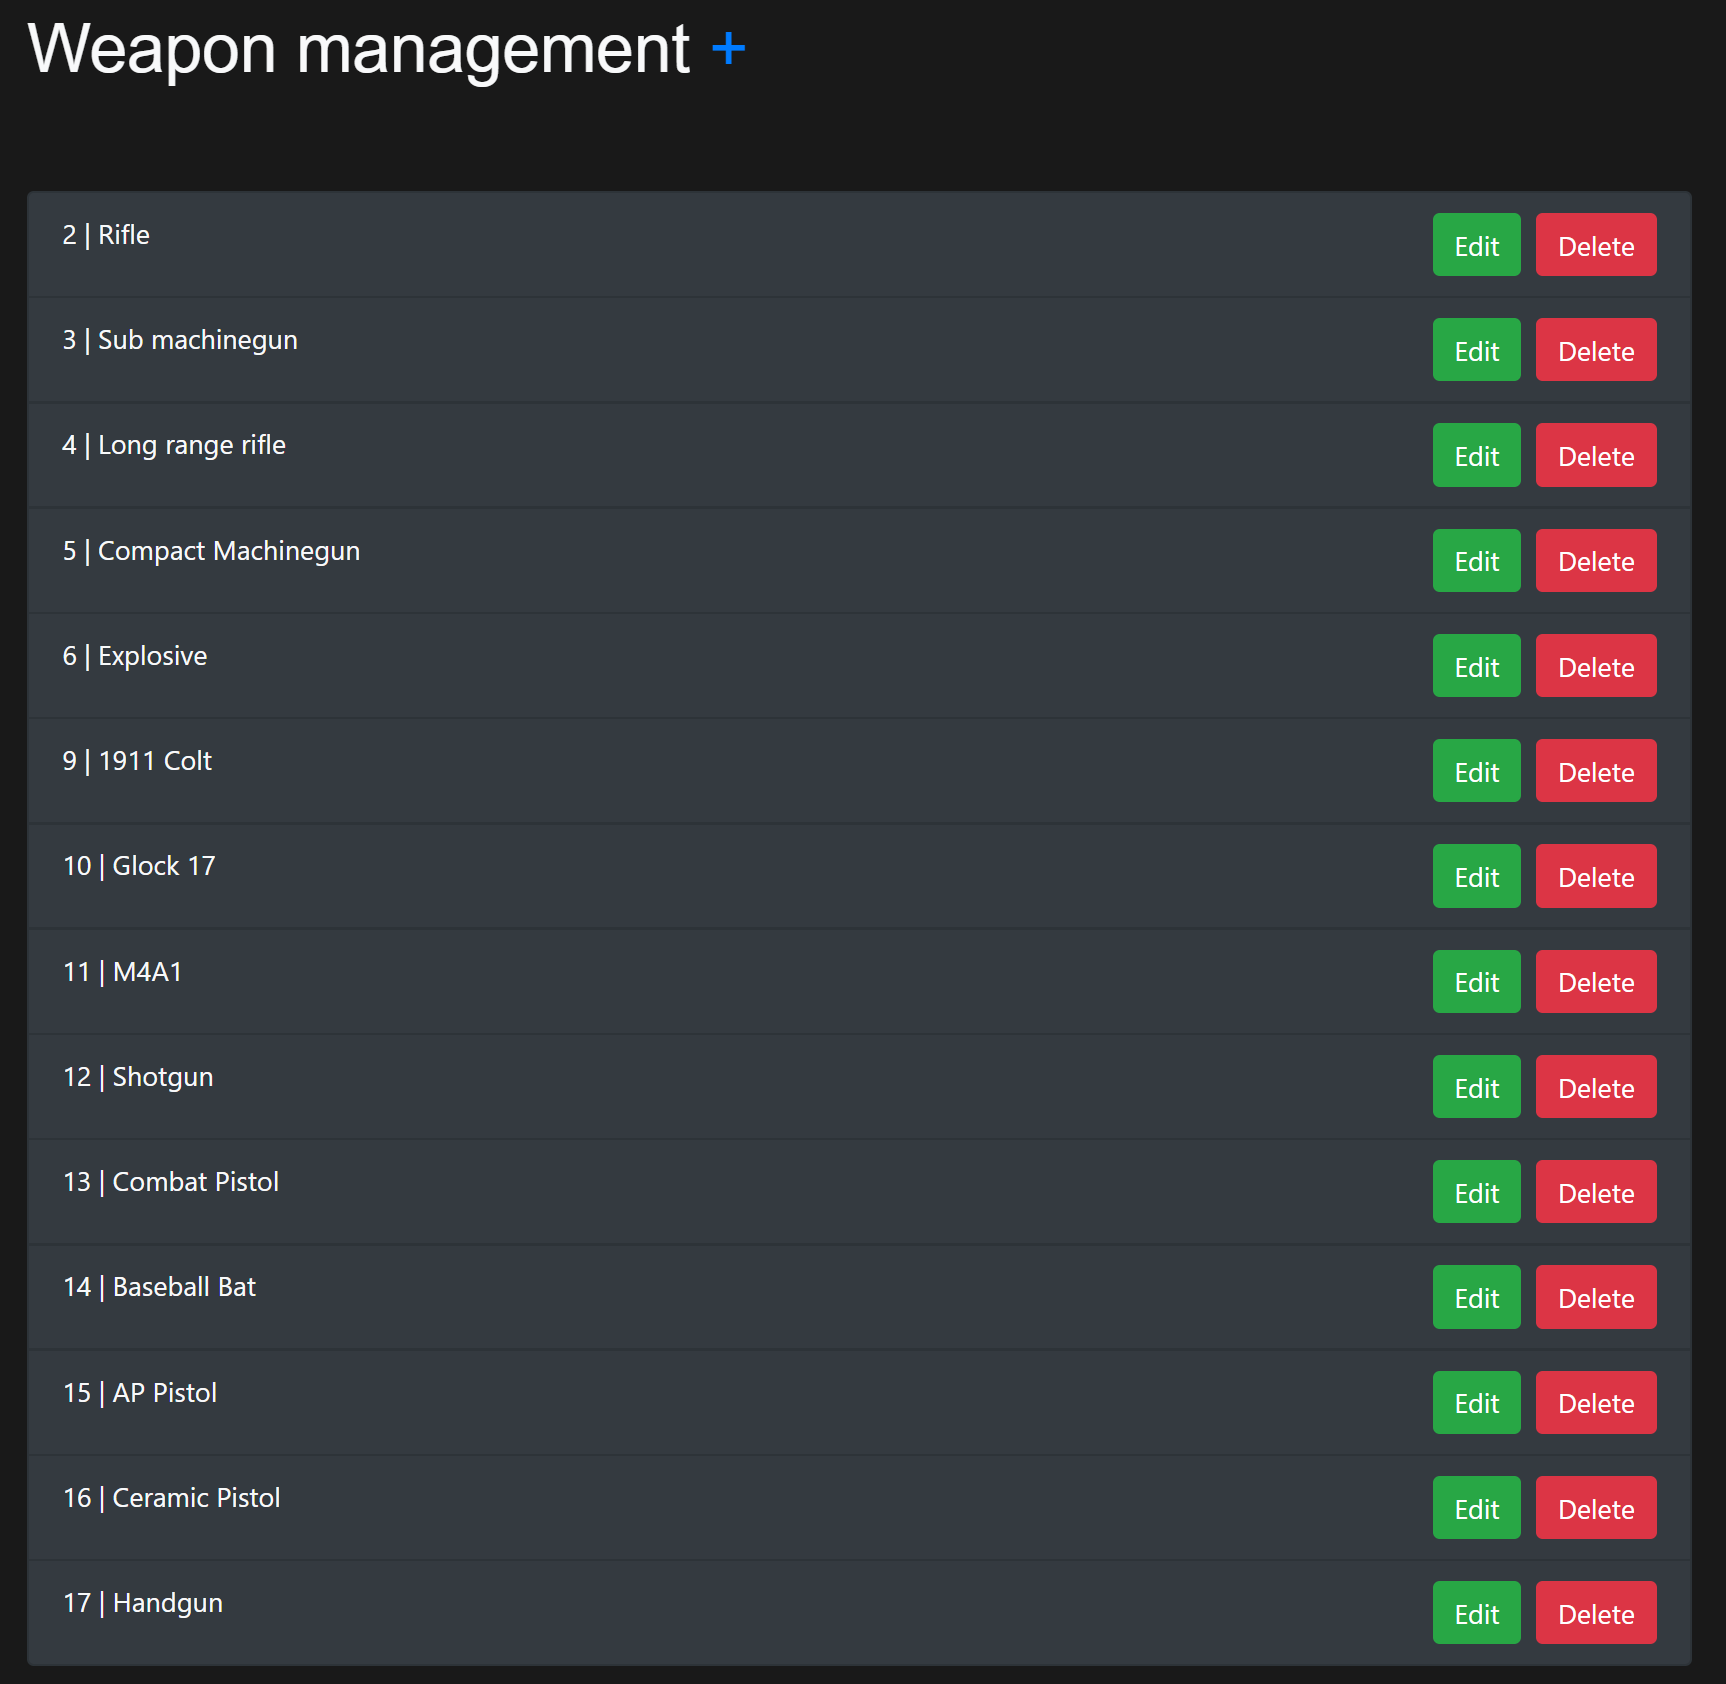 Weapon management +
2 | Rifle Edit Delete
3 | Sub machinegun Edit Delete
4 | Long range rifle Edit Delete
5 | Compact Machinegun Edit Delete
6 | Explosive Edit Delete
9 | 1911 Colt Edit Delete
10 | Glock 17 Edit Delete
11 | M4A1 Edit Delete
12 | Shotgun Edit Delete
13 | Combat Pistol Edit Delete
14 | Baseball Bat Edit Delete
15 | AP Pistol Edit Delete
16 | Ceramic Pistol Edit Delete
17 | Handgun Edit Delete